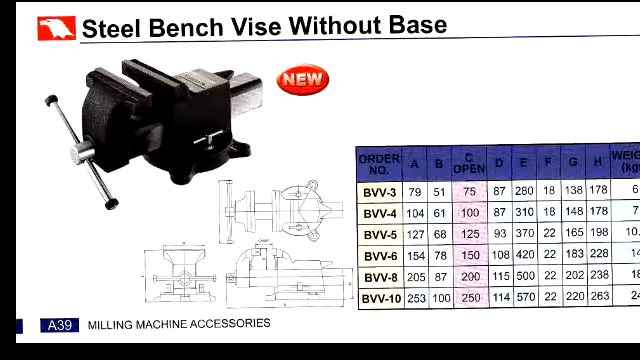 Steel Bench Vise Without Base
NEW
ORDER NO. A B C OPEN D E F G H
BVV-3 79 51 75 87 280 18 138 178
BVV-4 104 61 100 87 310 18 148 178
BVV-5 127 68 125 93 370 22 165 198
BVV-6 154 78 150 108 420 22 183 228
BVV-8 205 87 200 115 500 22 202 238
BVV-10 253 100 250 114 570 22 220 263
A39 MILLING MACHINE ACCESSORIES